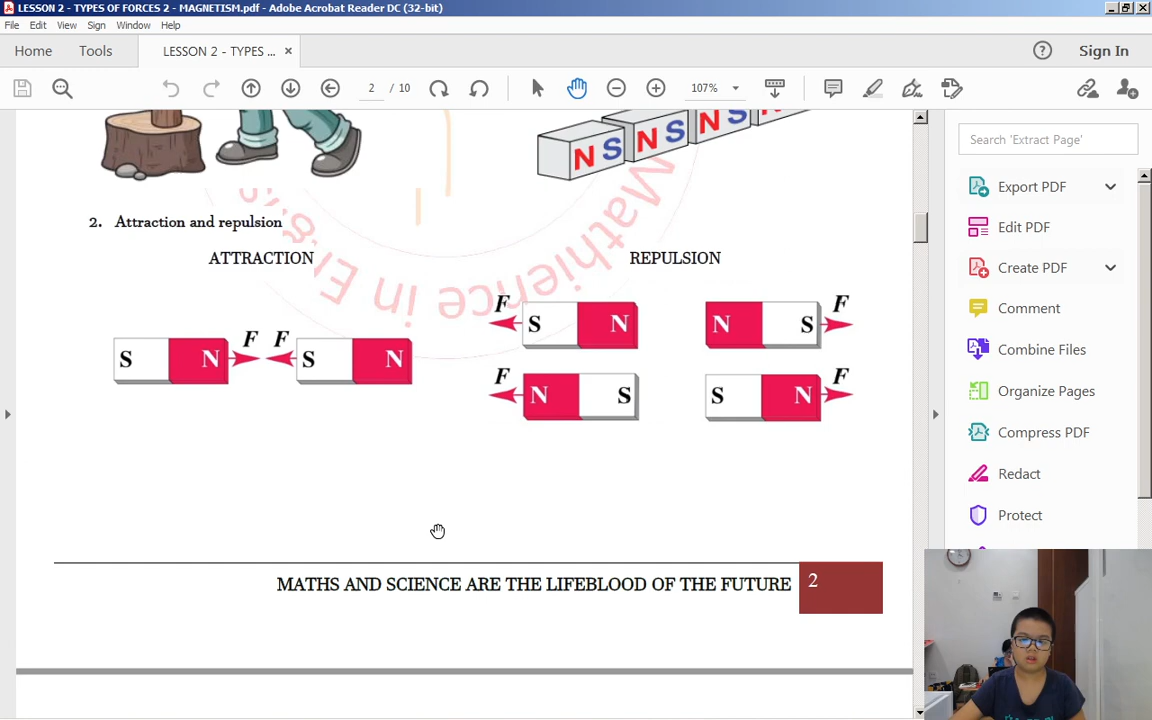 LESSON 2 - TYPES OF FORCES 2 - MAGNETISM.pdf - Adobe Acrobat Reader DC (32-bit)
File Edit View Sign Window Help
Home Tools LESSON 2 - TYPES ... × Sign In
2 / 10 107%
Search 'Extract Page'
Export PDF
Edit PDF
Create PDF
Comment
Combine Files
Organize Pages
Compress PDF
Redact
Protect
N S N S N S
Mathience in Engl
2. Attraction and repulsion
ATTRACTION REPULSION
F S N N S F
S N F F S N
F N S S N F
MATHS AND SCIENCE ARE THE LIFEBLOOD OF THE FUTURE 2